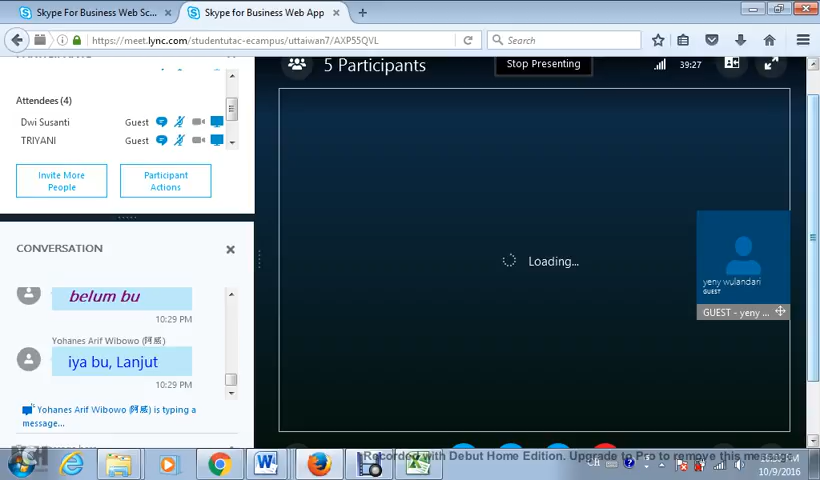 Skype For Business Web Sc...
Skype for Business Web App
https://meet.lync.com/studentutac-ecampus/uttaiwan7/AXP55QVL
Search
5 Participants
Stop Presenting
39:27
Attendees (4)
Dwi Susanti Guest
TRIYANI Guest
Invite More
People
Participant
Actions
CONVERSATION
belum bu
10:29 PM
Yohanes Arif Wibowo (阿威)
iya bu, Lanjut
10:29 PM
Yohanes Arif Wibowo (阿威) is typing a
message...
Loading...
yeny wulandari
GUEST
GUEST - yeny ...
Recorded with Debut Home Edition. Upgrade to Pro to remove this message.
CH
10/9/2016